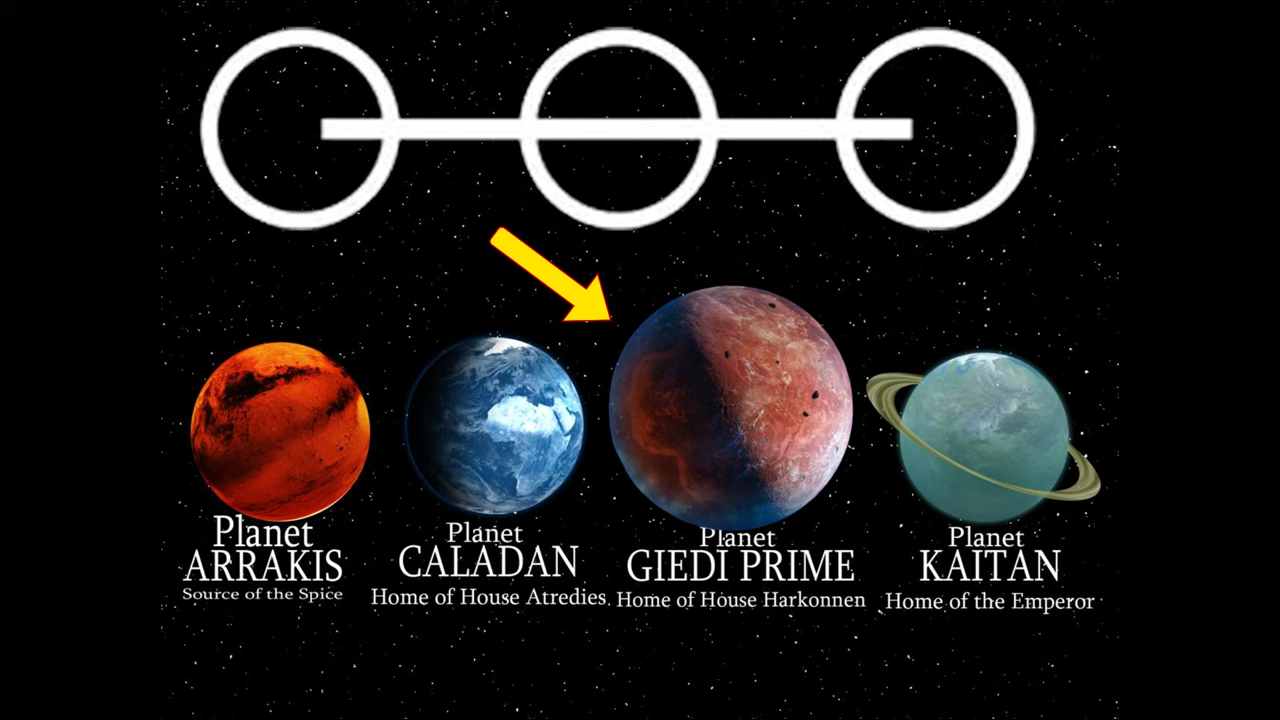 Planet
ARRAKIS
Source of the Spice
Planet
CALADAN
Home of House Atredies.
Planet
GIEDI PRIME
Home of House Harkonnen
Planet
KAITAN
Home of the Emperor